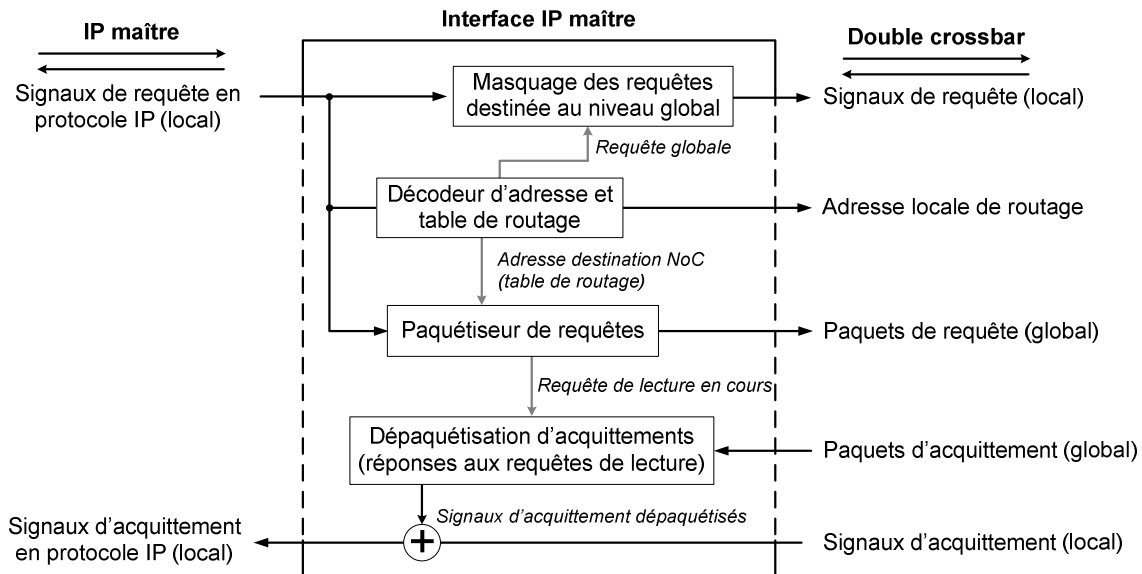 Interface IP maître
IP maître
Double crossbar
Signaux de requête en
protocole IP (local)
Masquage des requêtes
destinée au niveau global
Signaux de requête (local)
Requête globale
Décodeur d'adresse et
table de routage
Adresse locale de routage
Adresse destination NoC
(table de routage)
Paquétiseur de requêtes
Paquets de requête (global)
Requête de lecture en cours
Dépaquétisation d'acquittements
(réponses aux requêtes de lecture)
Paquets d'acquittement (global)
Signaux d'acquittement dépaquétisés
Signaux d'acquittement
en protocole IP (local)
+
Signaux d'acquittement (local)